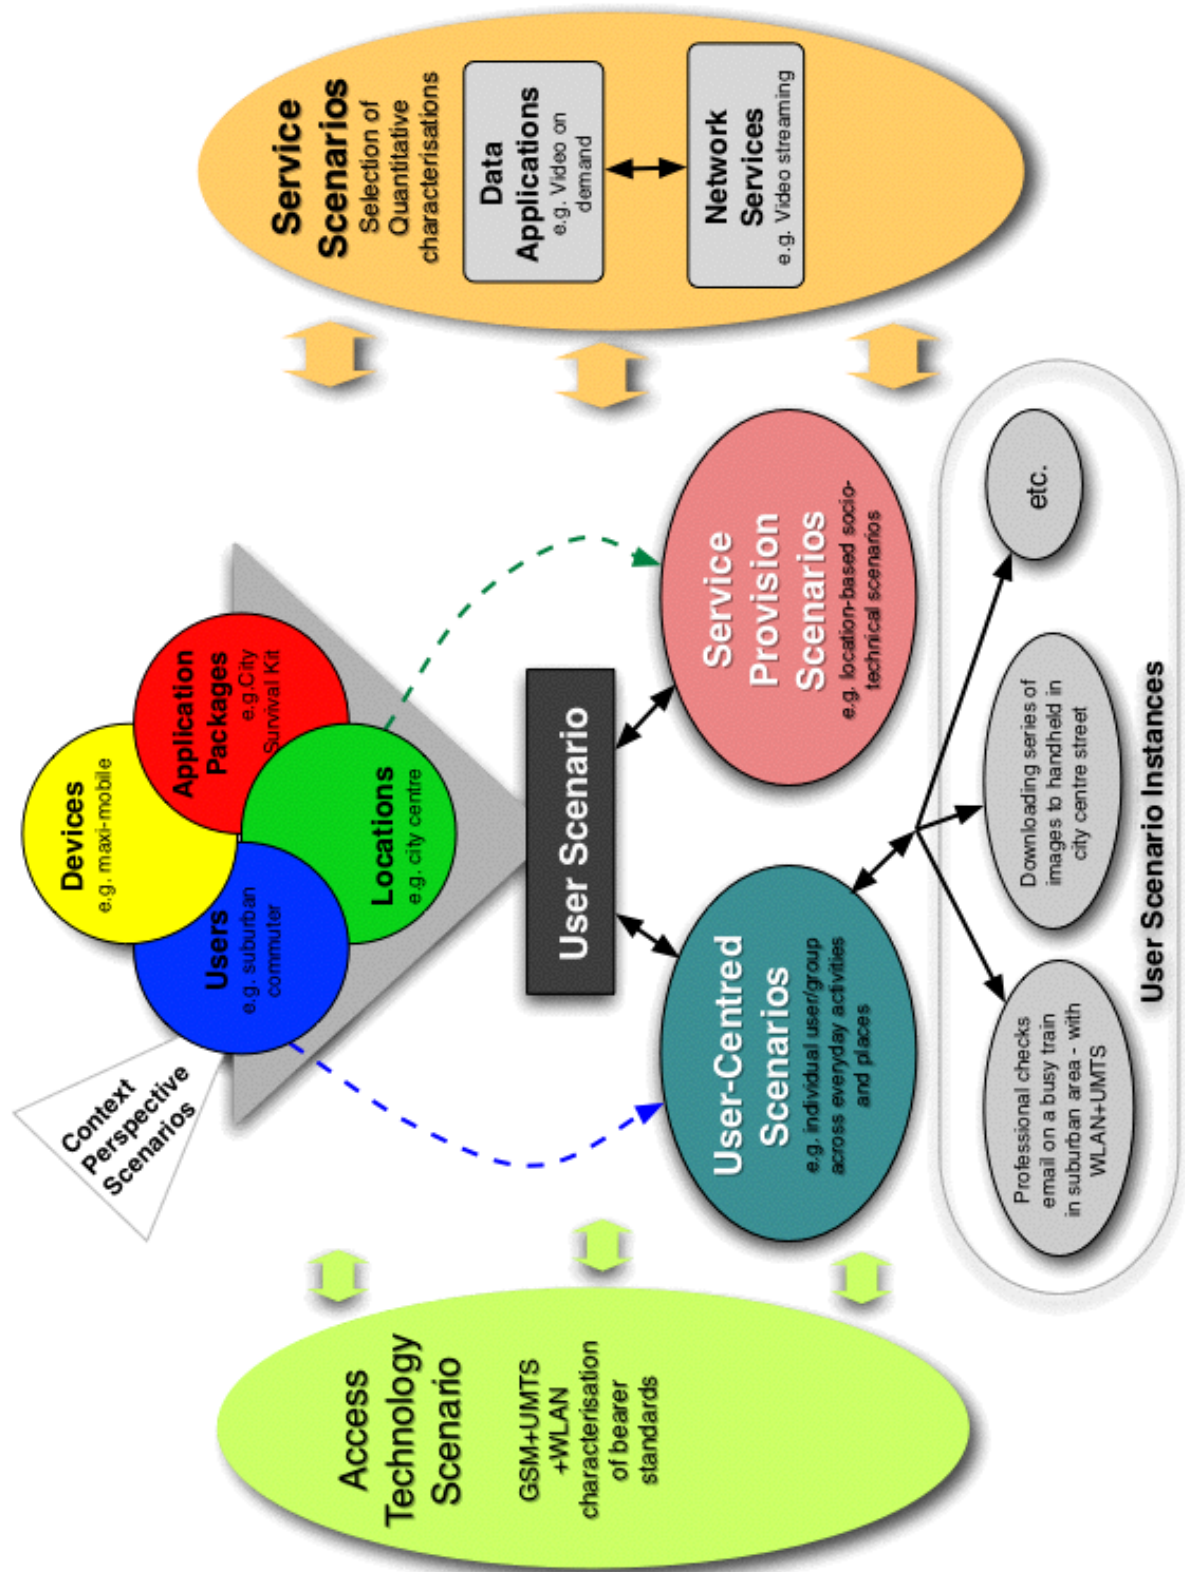 Context
Perspective
Scenarios
Devices
e.g. maxi-mobile
Users
e.g. suburban
commuter
Application
Packages
e.g.City
Survival Kit
Locations
e.g. city centre
User Scenario
Access
Technology
Scenario
GSM+UMTS
+WLAN
characterisation
of bearer
standards
User-Centred
Scenarios
e.g. individual user/group
across everyday activities
and places
Service
Provision
Scenarios
e.g. location-based socio-
technical scenarios
Service
Scenarios
Selection of
Quantitative
characterisations
Data
Applications
e.g. Video on
demand
Network
Services
e.g. Video streaming
Professional checks
email on a busy train
in suburban area - with
WLAN+UMTS
Downloading series of
images to handheld in
city centre street
etc.
User Scenario Instances